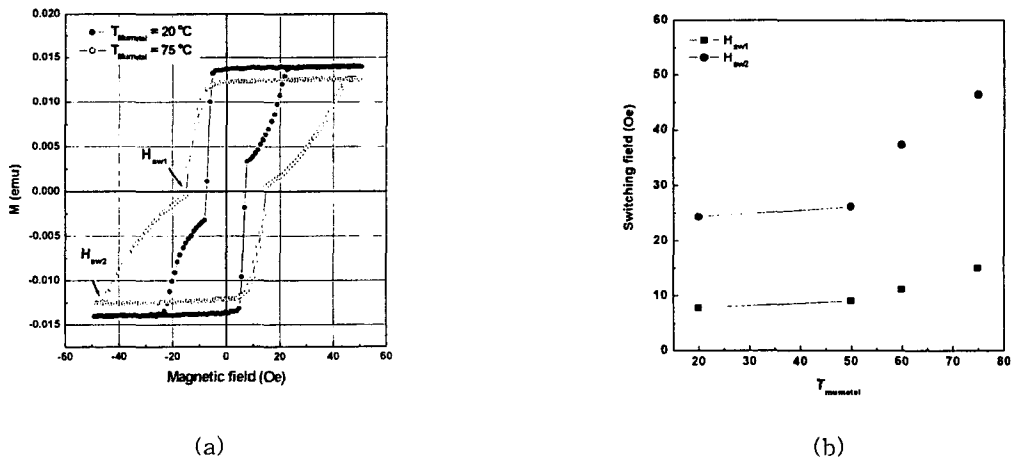 T_mumetal = 20 °C
T_mumetal = 75 °C
0.020
0.015
0.010
0.005
0.000
-0.005
-0.010
-0.015
M (emu)
H_sw1
H_sw2
-60
-40
-20
0
20
40
60
Magnetic field (Oe)
(a)
H_sw1
H_sw2
60
50
40
30
20
10
0
Switching field (Oe)
20
30
40
50
60
70
80
T_mumetal
(b)